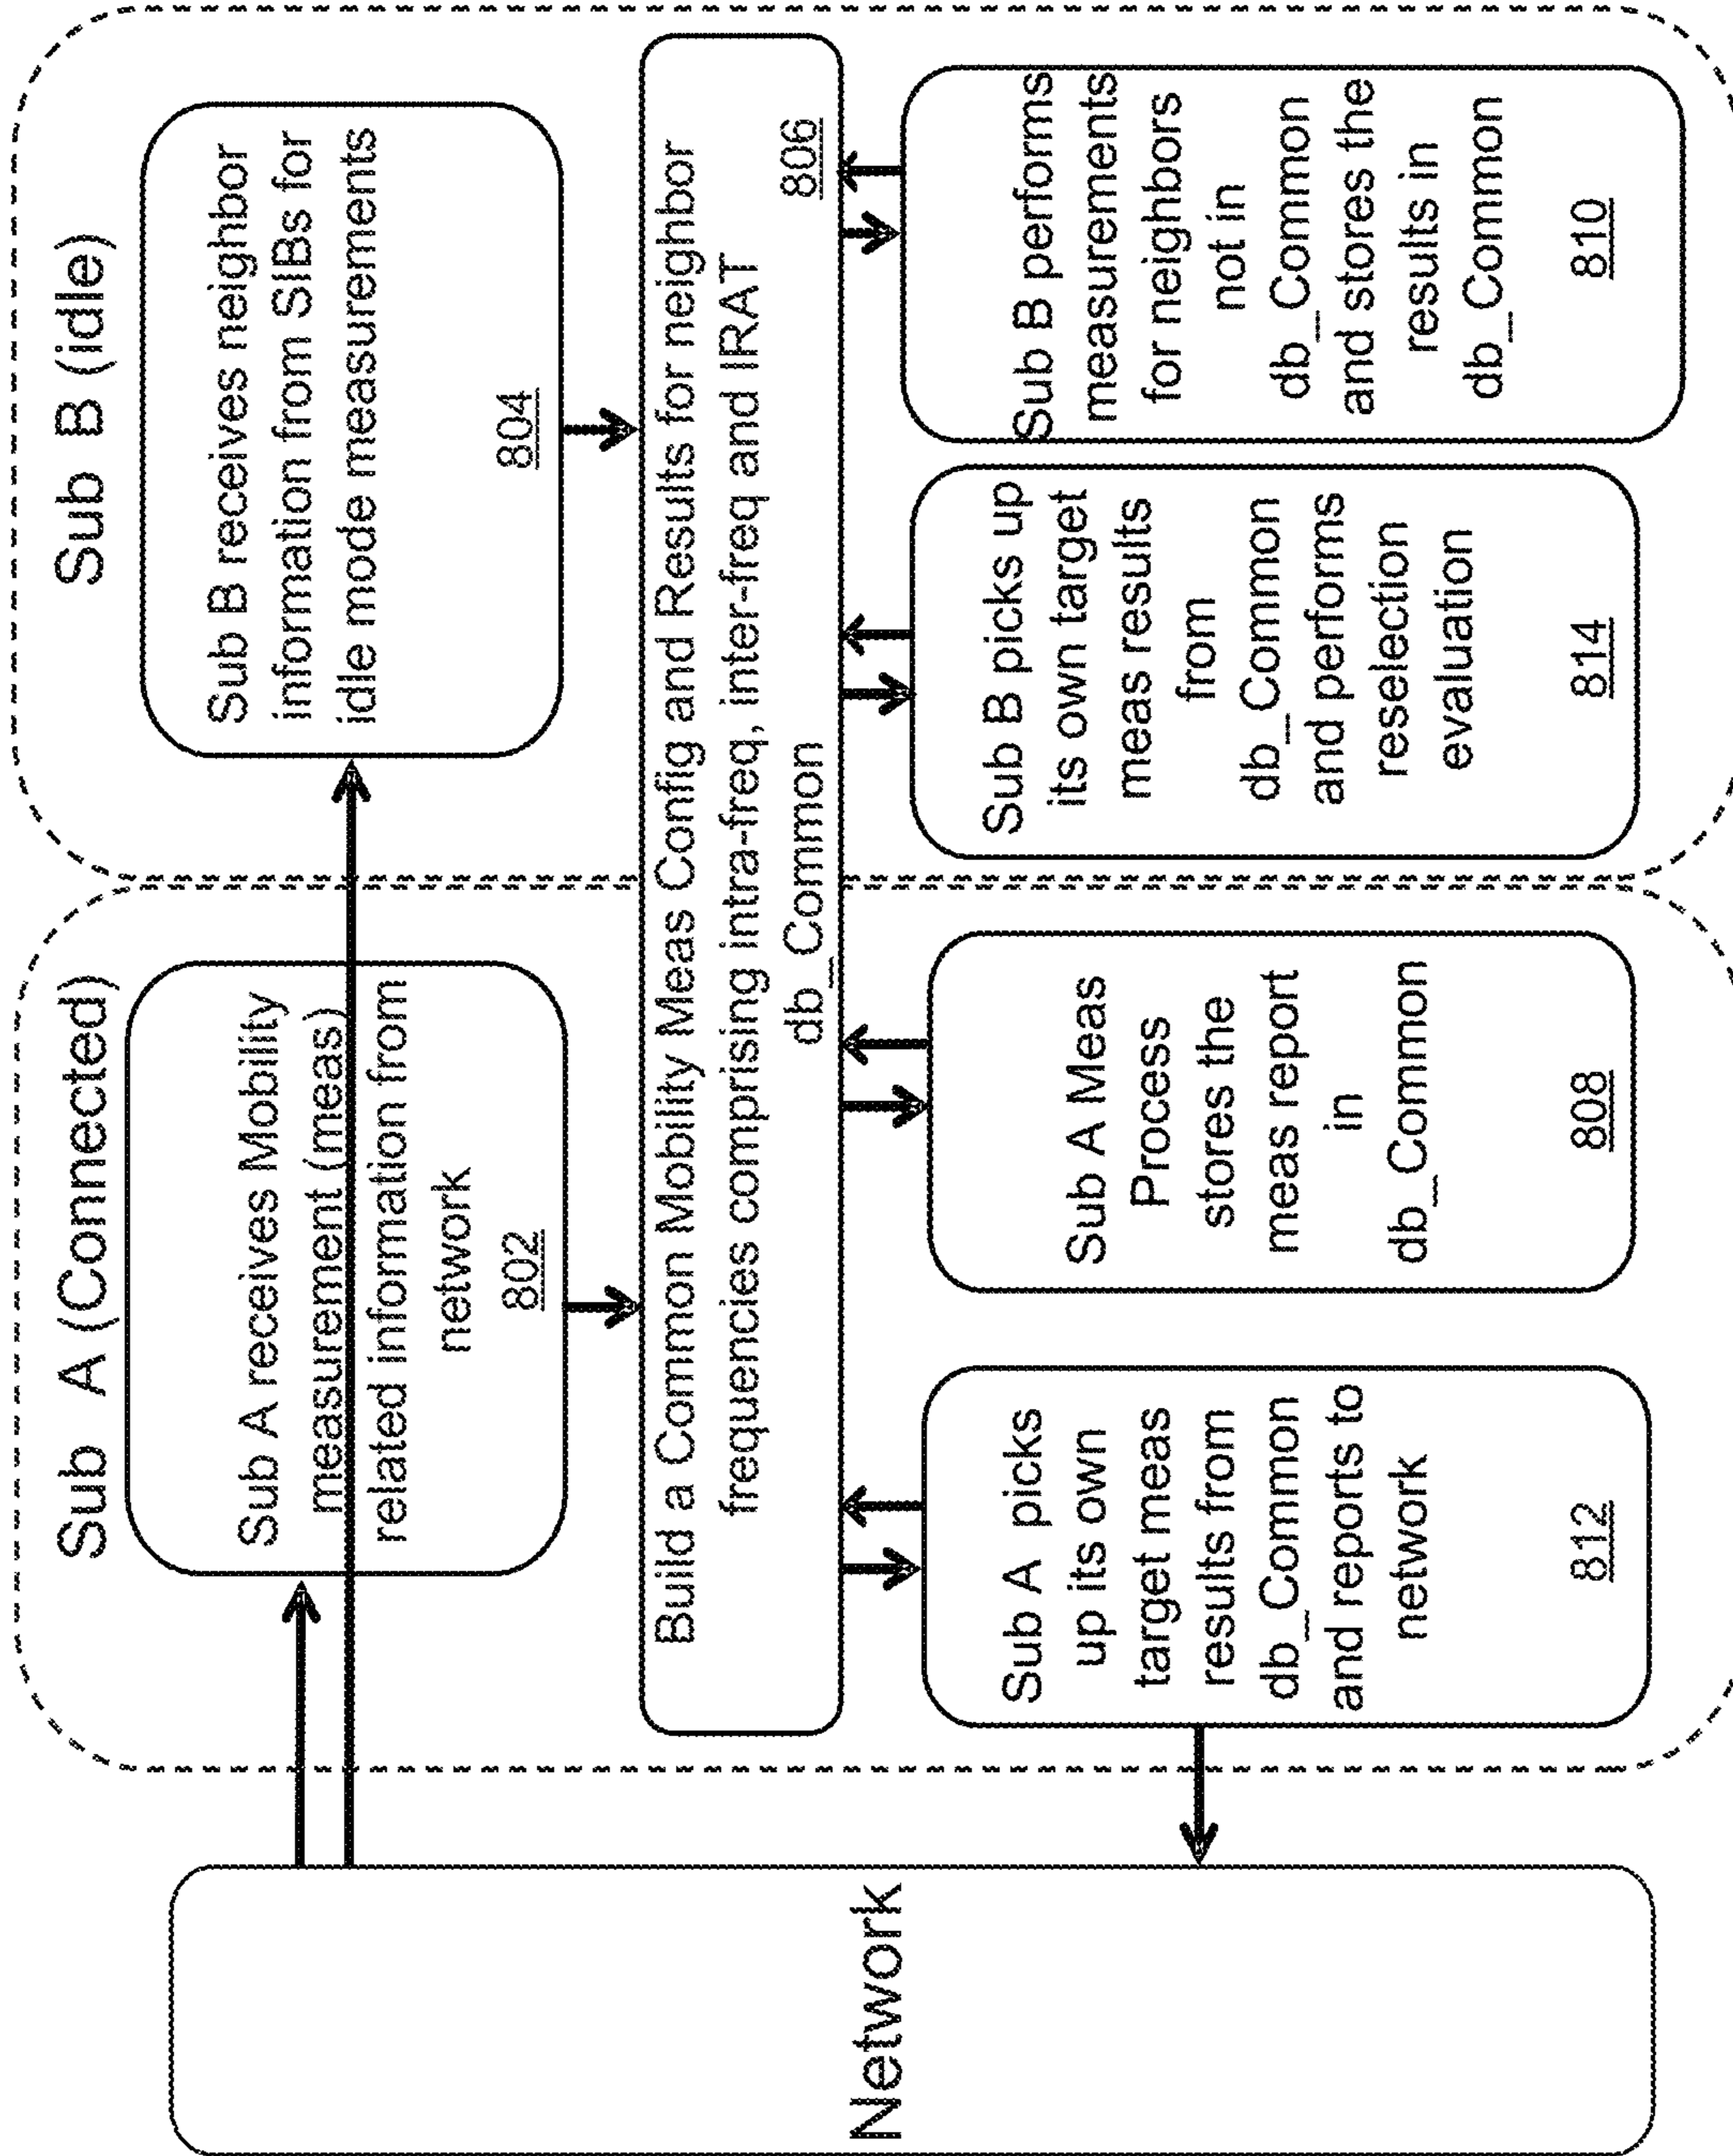 Network
Sub A (Connected)
Sub A receives Mobility
measurement (meas)
related information from
network
802
Sub B (idle)
Sub B receives neighbor
information from SIBs for
idle mode measurements
804
Build a Common Mobility Meas Config and Results for neighbor
frequencies comprising intra-freq, inter-freq and IRAT
db_Common
806
Sub A picks
up its own
target meas
results from
db_Common
and reports to
network
812
Sub A Meas
Process
stores the
meas report
in
db_Common
808
Sub B picks up
its own target
meas results
from
db_Common
and performs
reselection
evaluation
814
Sub B performs
measurements
for neighbors
not in
db_Common
and stores the
results in
db_Common
810